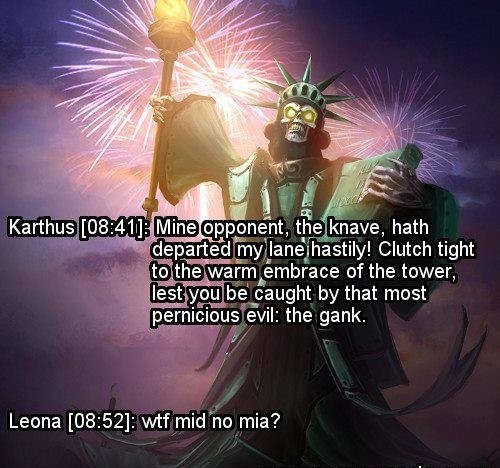 Karthus [08:41]: Mine opponent, the knave, hath
departed my lane hastily! Clutch tight
to the warm embrace of the tower,
lest you be caught by that most
pernicious evil: the gank.
Leona [08:52]: wtf mid no mia?